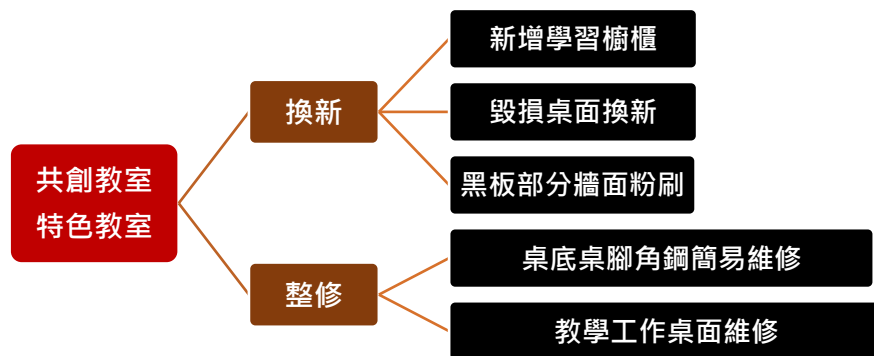 共創教室
特色教室
換新
新增學習櫥櫃
毀損桌面換新
黑板部分牆面粉刷
整修
桌底桌腳角鋼簡易維修
教學工作桌面維修